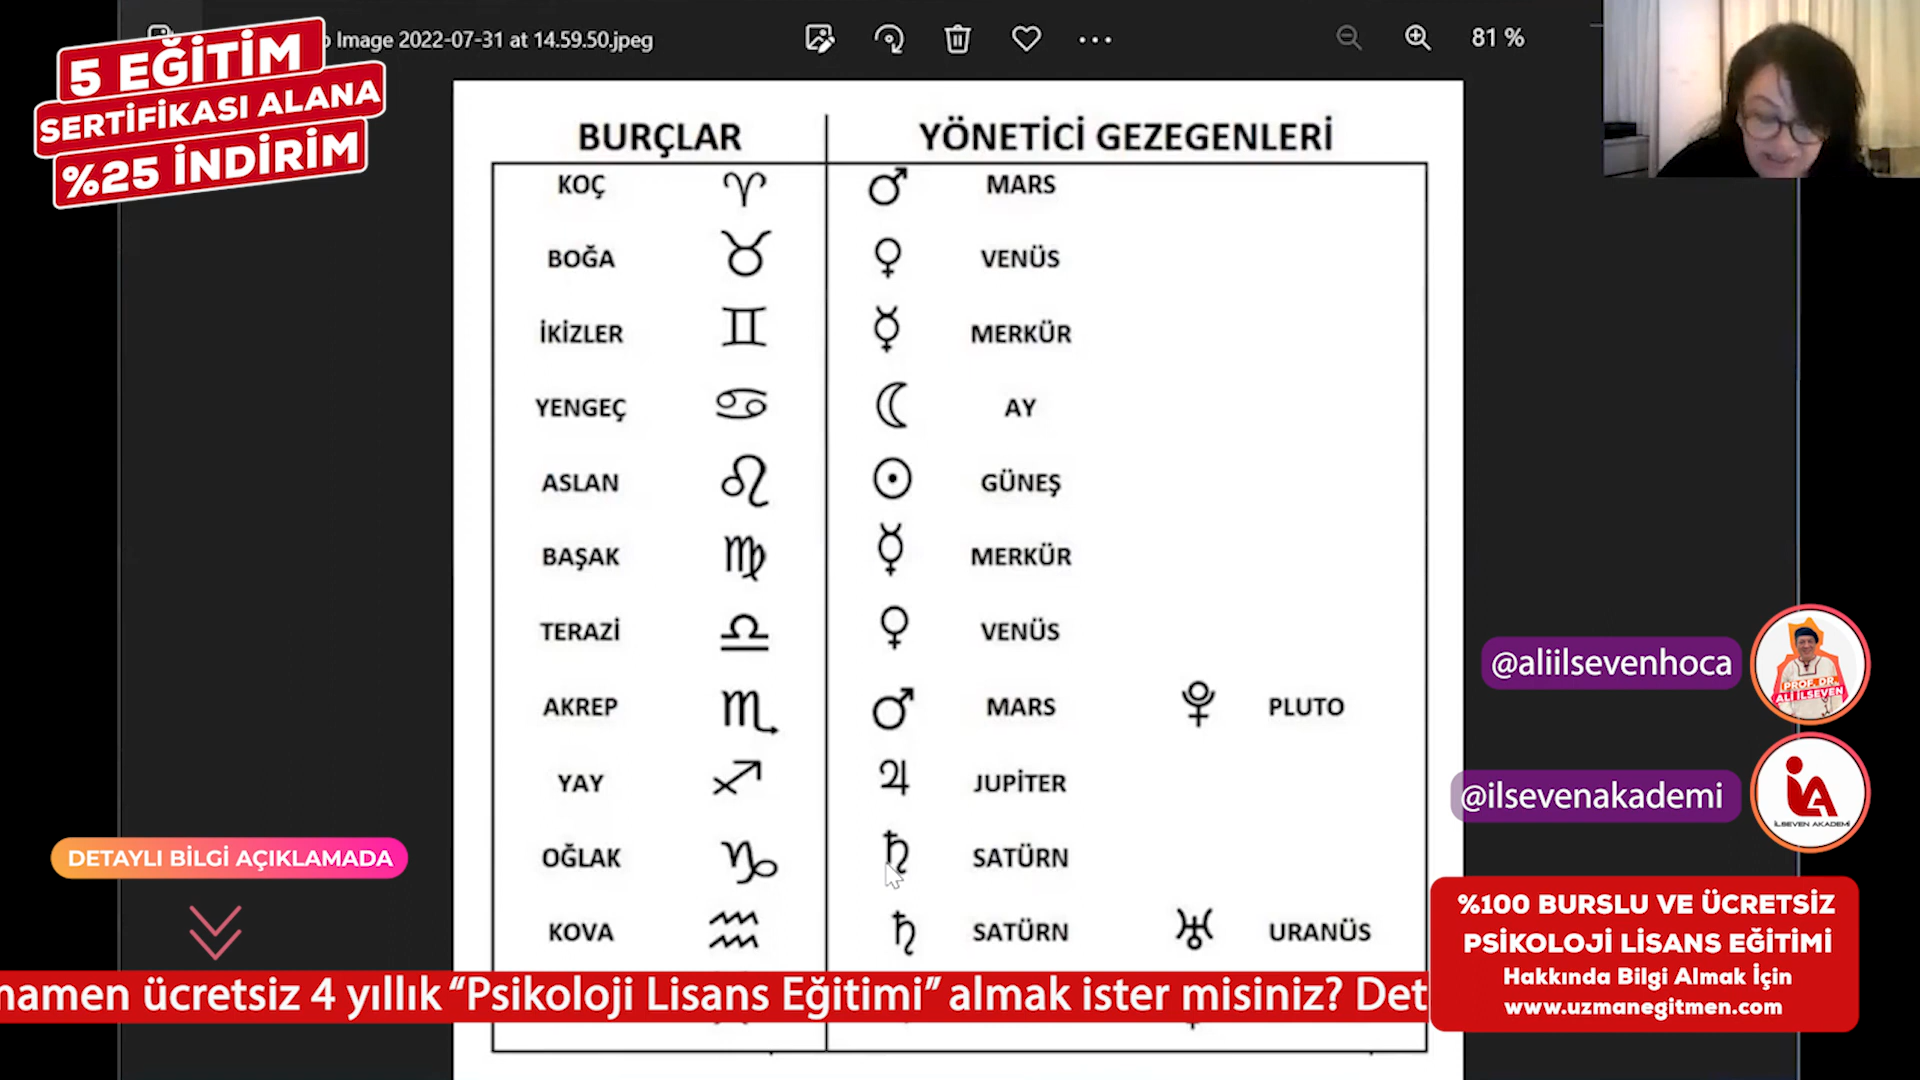 5 EĞİTİM
SERTİFİKASI ALANA
%25 İNDİRİM
Image 2022-07-31 at 14.59.50.jpeg
81 %
BURÇLAR YÖNETİCİ GEZEGENLERİ
KOÇ ♈ ♂ MARS
BOĞA ♉ ♀ VENÜS
İKİZLER ♊ ☿ MERKÜR
YENGEÇ ♋ ☾ AY
ASLAN ♌ ☉ GÜNEŞ
BAŞAK ♍ ☿ MERKÜR
TERAZİ ♎ ♀ VENÜS
AKREP ♏ ♂ MARS ♇ PLUTO
YAY ♐ ♃ JUPİTER
OĞLAK ♑ ♄ SATÜRN
KOVA ♒ ♄ SATÜRN ♅ URANÜS
@aliilsevenhoca
PROF. DR.
ALİ İLSEVEN
@ilsevenakademi
İLSEVEN AKADEMİ
DETAYLI BİLGİ AÇIKLAMADA
%100 BURSLU VE ÜCRETSİZ
PSİKOLOJİ LİSANS EĞİTİMİ
Hakkında Bilgi Almak İçin
www.uzmanegitmen.com
namen ücretsiz 4 yıllık “Psikoloji Lisans Eğitimi” almak ister misiniz? Det